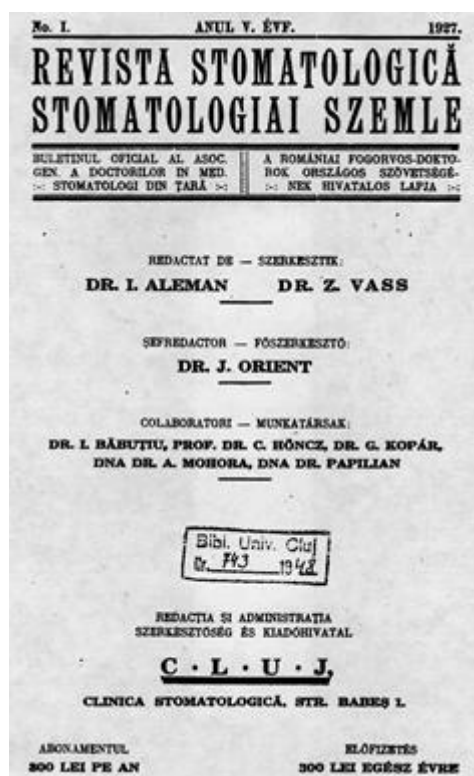 No. I. ANUL V. ÉVF. 1927.
REVISTA STOMATOLOGICĂ
STOMATOLOGIAI SZEMLE
BULETINUL OFICIAL AL ASOC.
GEN. A DOCTORILOR IN MED.
:-: STOMATOLOGI DIN ȚARĂ :-:
A ROMÁNIAI FOGORVOS-DOKTO-
ROK ORSZÁGOS SZÖVETSÉGÉ-
:-: NEK HIVATALOS LAPJA :-:
REDACTAT DE — SZERKESZTIK:
DR. I. ALEMAN DR. Z. VASS
ȘEFREDACTOR — FŐSZERKESZTŐ:
DR. J. ORIENT
COLABORATORI — MUNKATÁRSAK:
DR. I. BĂBUȚIU, PROF. DR. C. HÖNCZ, DR. G. KOPÁR,
DNA DR. A. MOHORA, DNA DR. PAPILIAN
Bibl. Univ. Cluj
Nr. 743 1948
REDACȚIA ȘI ADMINISTRAȚIA
SZERKESZTŐSÉG ÉS KIADÓHIVATAL
C · L · U · J,
CLINICA STOMATOLOGICĂ, STR. BABEȘ 1.
ABONAMENTUL
300 LEI PE AN
ELŐFIZETÉS
300 LEI EGÉSZ ÉVRE